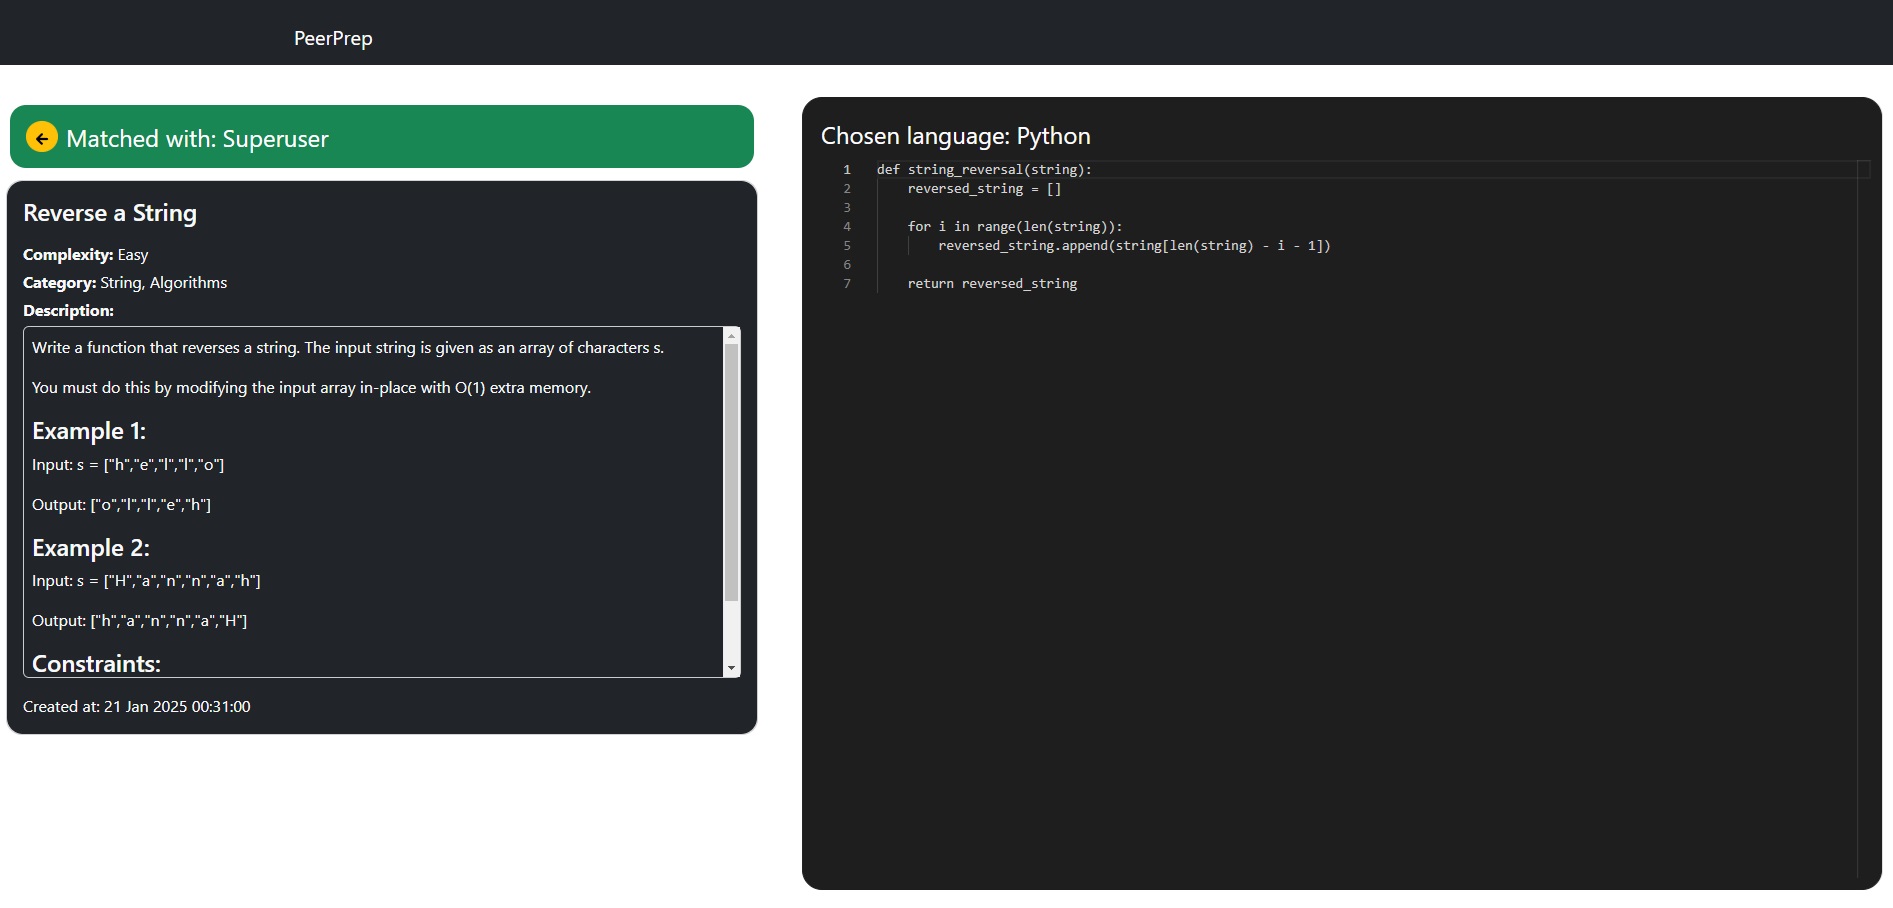 PeerPrep
Matched with: Superuser
Reverse a String
Complexity: Easy
Category: String, Algorithms
Description:
Write a function that reverses a string. The input string is given as an array of characters s.
You must do this by modifying the input array in-place with O(1) extra memory.
Example 1:
Input: s = ["h","e","l","l","o"]
Output: ["o","l","l","e","h"]
Example 2:
Input: s = ["H","a","n","n","a","h"]
Output: ["h","a","n","n","a","H"]
Constraints:
Created at: 21 Jan 2025 00:31:00
Chosen language: Python
1 def string_reversal(string):
2     reversed_string = []
3
4     for i in range(len(string)):
5         reversed_string.append(string[len(string) - i - 1])
6
7     return reversed_string